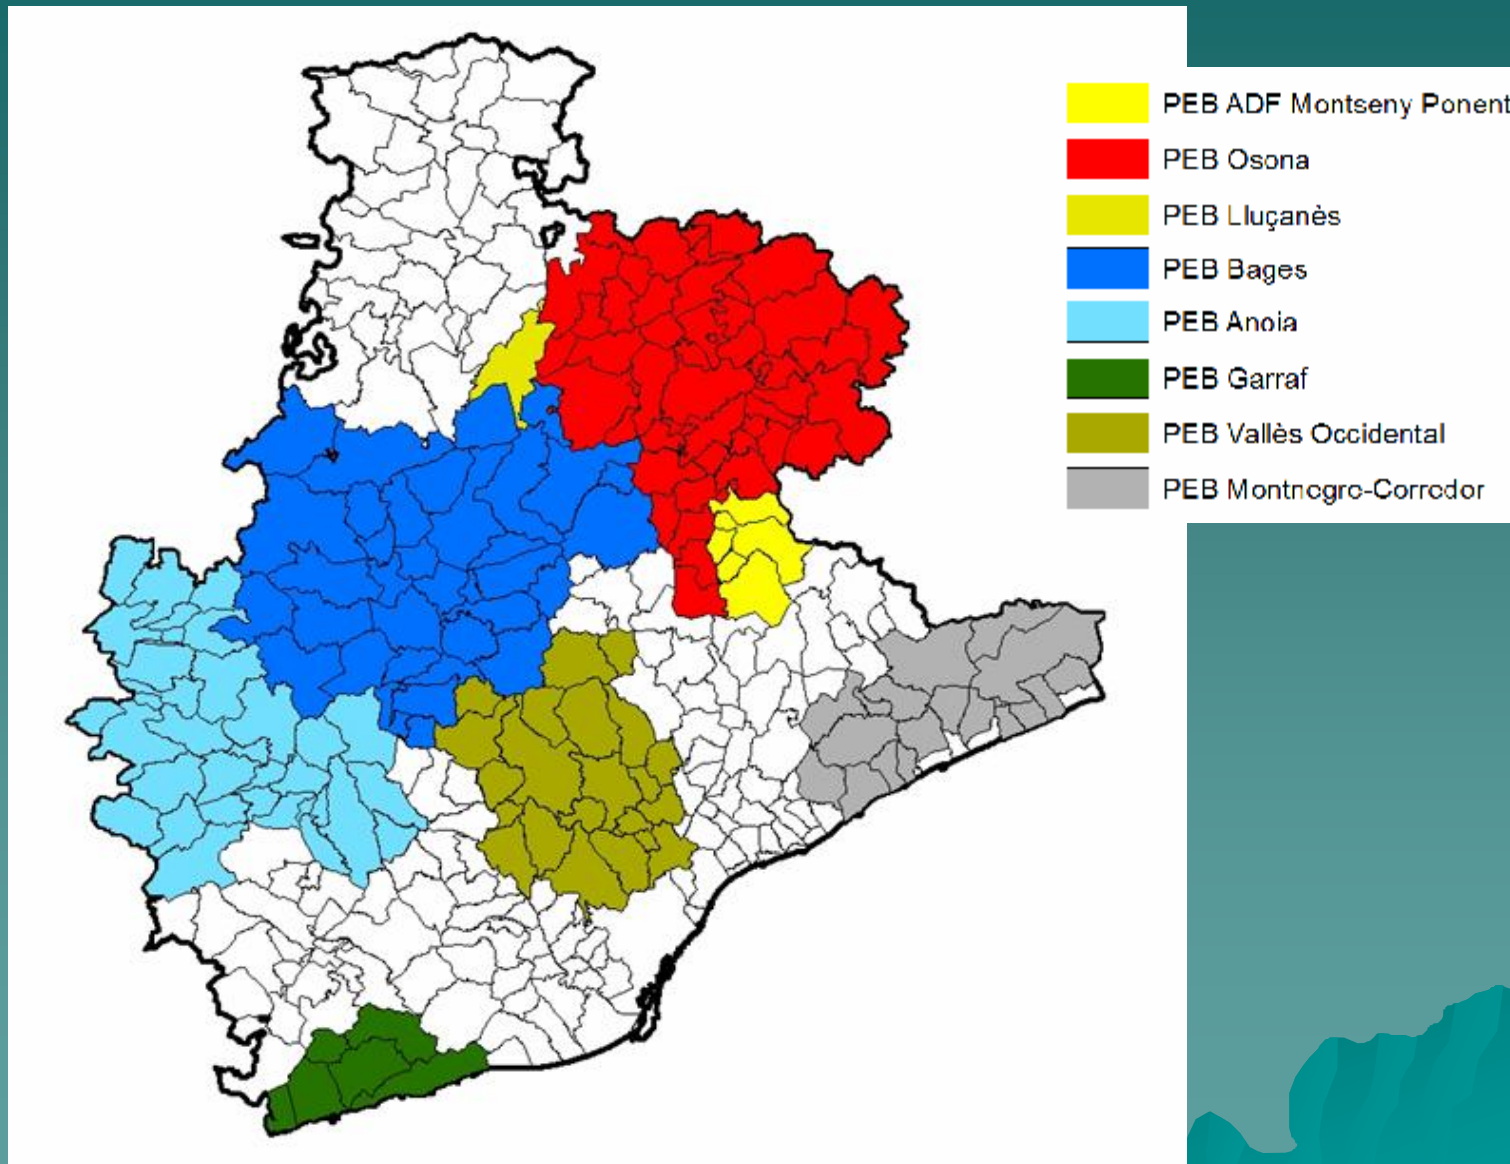 PEB ADF Montseny Ponent
PEB Osona
PEB Lluçanès
PEB Bages
PEB Anoia
PEB Garraf
PEB Vallès Occidental
PEB Montnegre-Corredor